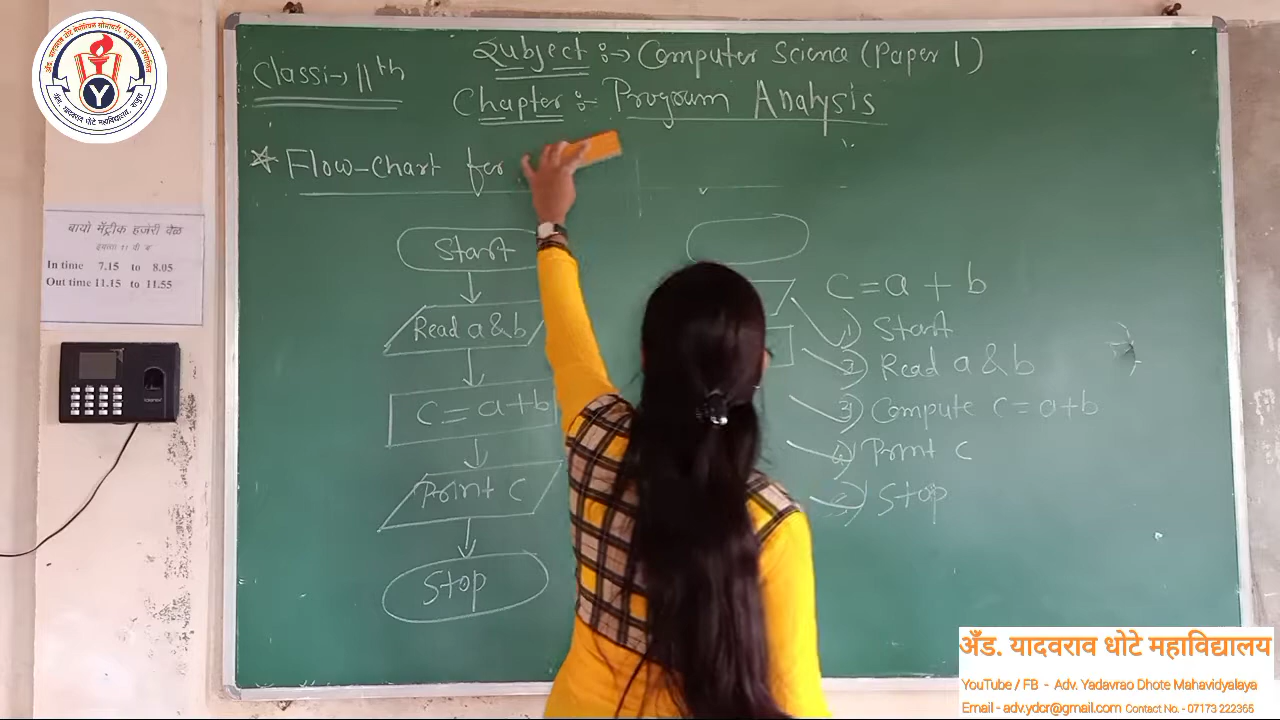 Y
Class:-> 11th
Subject :-> Computer Science (Paper 1)
Chapter :- Program Analysis
* Flow-Chart for
Start
Read a & b
C = a+b
Print C
Stop
C = a + b
1) Start
2) Read a & b
3) Compute C = a+b
4) Print C
5) Stop
बायो मॅट्रीक हजेरी वेळ
इयत्ता 11 वी 'ब'
In time 7.15 to 8.05
Out time 11.15 to 11.55
अँड. यादवराव धोटे महाविद्यालय
YouTube / FB - Adv. Yadavrao Dhote Mahavidyalaya
Email - adv.ydcr@gmail.com Contact No. - 07173 222365